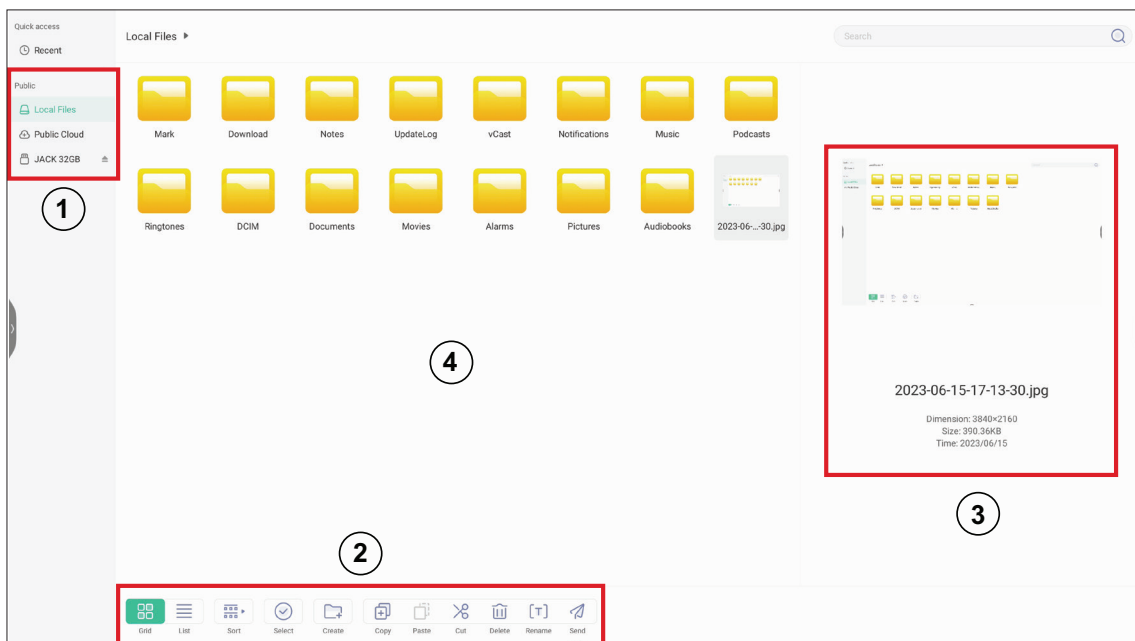 Quick access
Recent
Public
Local Files
Public Cloud
JACK 32GB
1
Local Files
Search
Mark Download Notes UpdateLog vCast Notifications Music Podcasts
Ringtones DCIM Documents Movies Alarms Pictures Audiobooks 2023-06-...-30.jpg
4
2023-06-15-17-13-30.jpg
Dimension: 3840×2160
Size: 390.36KB
Time: 2023/06/15
3
2
Grid List Sort Select Create Copy Paste Cut Delete Rename Send